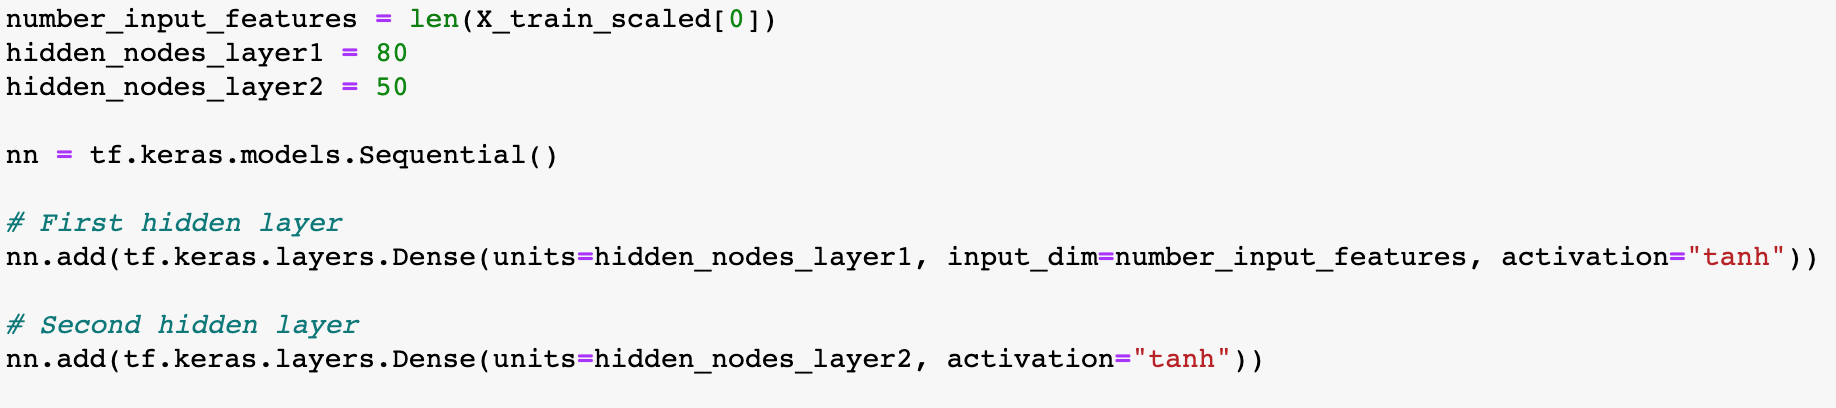 number_input_features = len(X_train_scaled[0])
hidden_nodes_layer1 = 80
hidden_nodes_layer2 = 50
nn = tf.keras.models.Sequential()
# First hidden layer
nn.add(tf.keras.layers.Dense(units=hidden_nodes_layer1, input_dim=number_input_features, activation="tanh"))
# Second hidden layer
nn.add(tf.keras.layers.Dense(units=hidden_nodes_layer2, activation="tanh"))